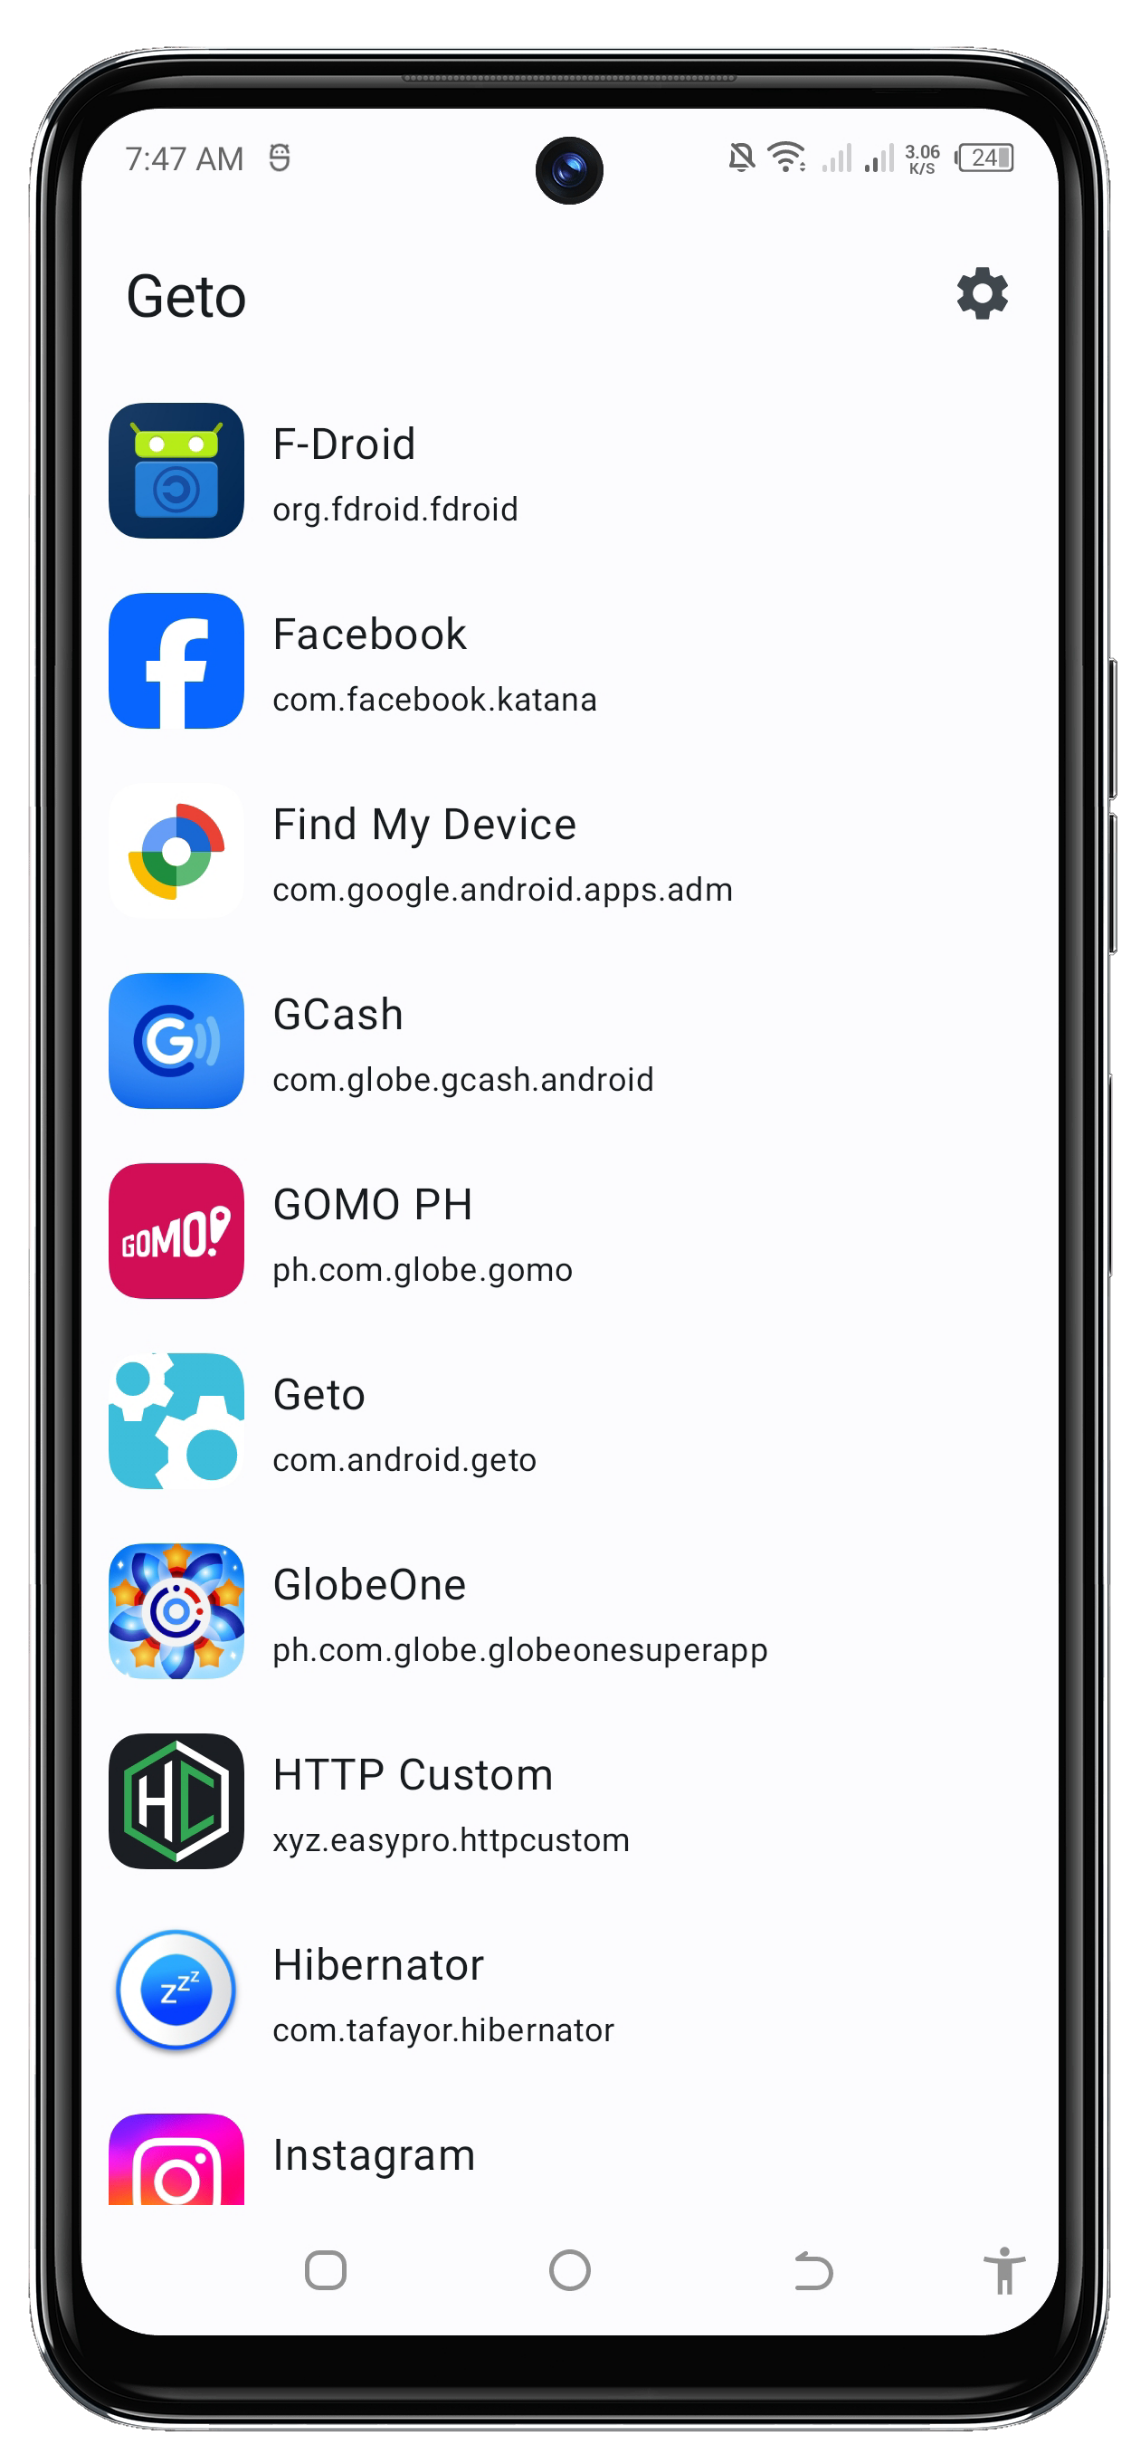 7:47 AM
3.06
K/S
24
Geto
F-Droid
org.fdroid.fdroid
Facebook
com.facebook.katana
Find My Device
com.google.android.apps.adm
GCash
com.globe.gcash.android
GOMO!
GOMO PH
ph.com.globe.gomo
Geto
com.android.geto
GlobeOne
ph.com.globe.globeonesuperapp
HC
HTTP Custom
xyz.easypro.httpcustom
zzz
Hibernator
com.tafayor.hibernator
Instagram